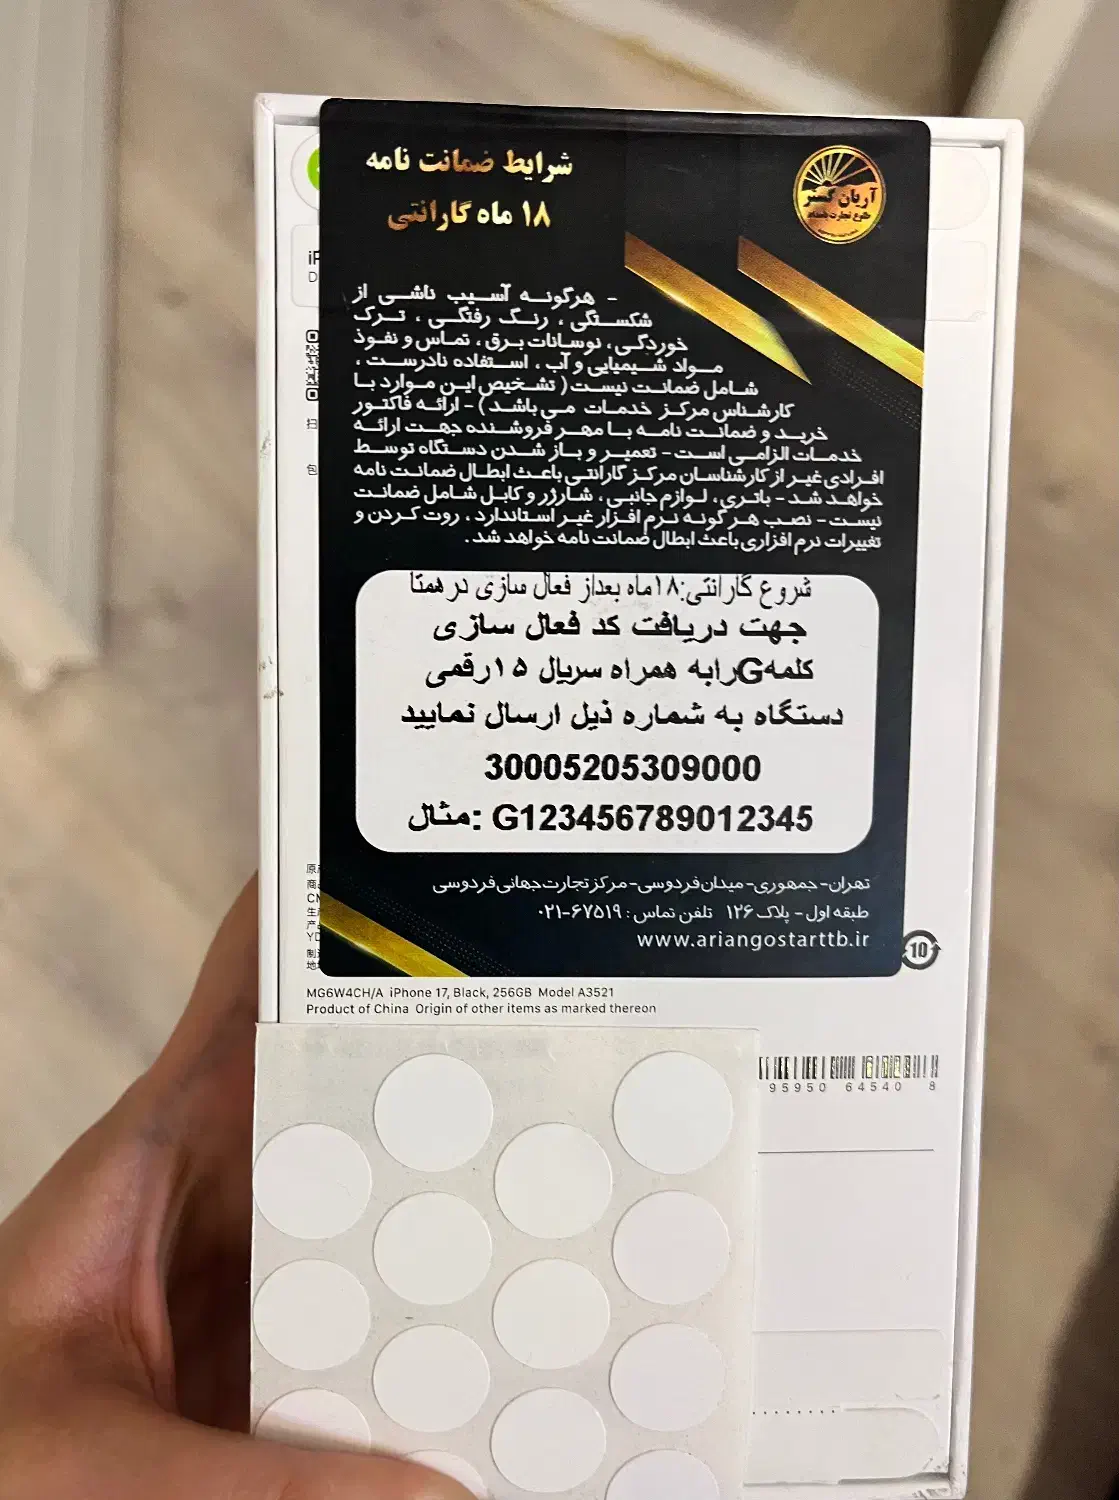 شرایط ضمانت نامه
۱۸ ماه گارانتی
آریان گستر
طلوع تجارت بامداد
- هرگونه آسیب ناشی از
شکستگی ، رنگ رفتگی ، ترک
خوردگی، نوسانات برق ، تماس و نفوذ
مواد شیمیایی و آب ، استفاده نادرست ،
شامل ضمانت نیست ( تشخیص این موارد با
کارشناس مرکز خدمات می باشد ) - ارائه فاکتور
خرید و ضمانت نامه با مهر فروشنده جهت ارائه
خدمات الزامی است - تعمیر و باز شدن دستگاه توسط
افرادی غیر از کارشناسان مرکز گارانتی باعث ابطال ضمانت نامه
خواهد شد - باتری، لوازم جانبی ، شارژر و کابل شامل ضمانت
نیست - نصب هر گونه نرم افزار غیر استاندارد ، روت کردن و
تغییرات نرم افزاری باعث ابطال ضمانت نامه خواهد شد .
شروع گارانتی:۱۸ماه بعداز فعال سازی در همتا
جهت دریافت کد فعال سازی
کلمهGرابه همراه سریال ۱۵رقمی
دستگاه به شماره ذیل ارسال نمایید
30005205309000
مثال: G123456789012345
تهران - جمهوری - میدان فردوسی - مرکز تجارت جهانی فردوسی
طبقه اول - پلاک ۱۲۶ تلفن تماس : ۶۷۵۱۹-۰۲۱
www.ariangostarttb.ir
10
MG6W4CH/A iPhone 17, Black, 256GB Model A3521
Product of China Origin of other items as marked thereon
95950 64540 8